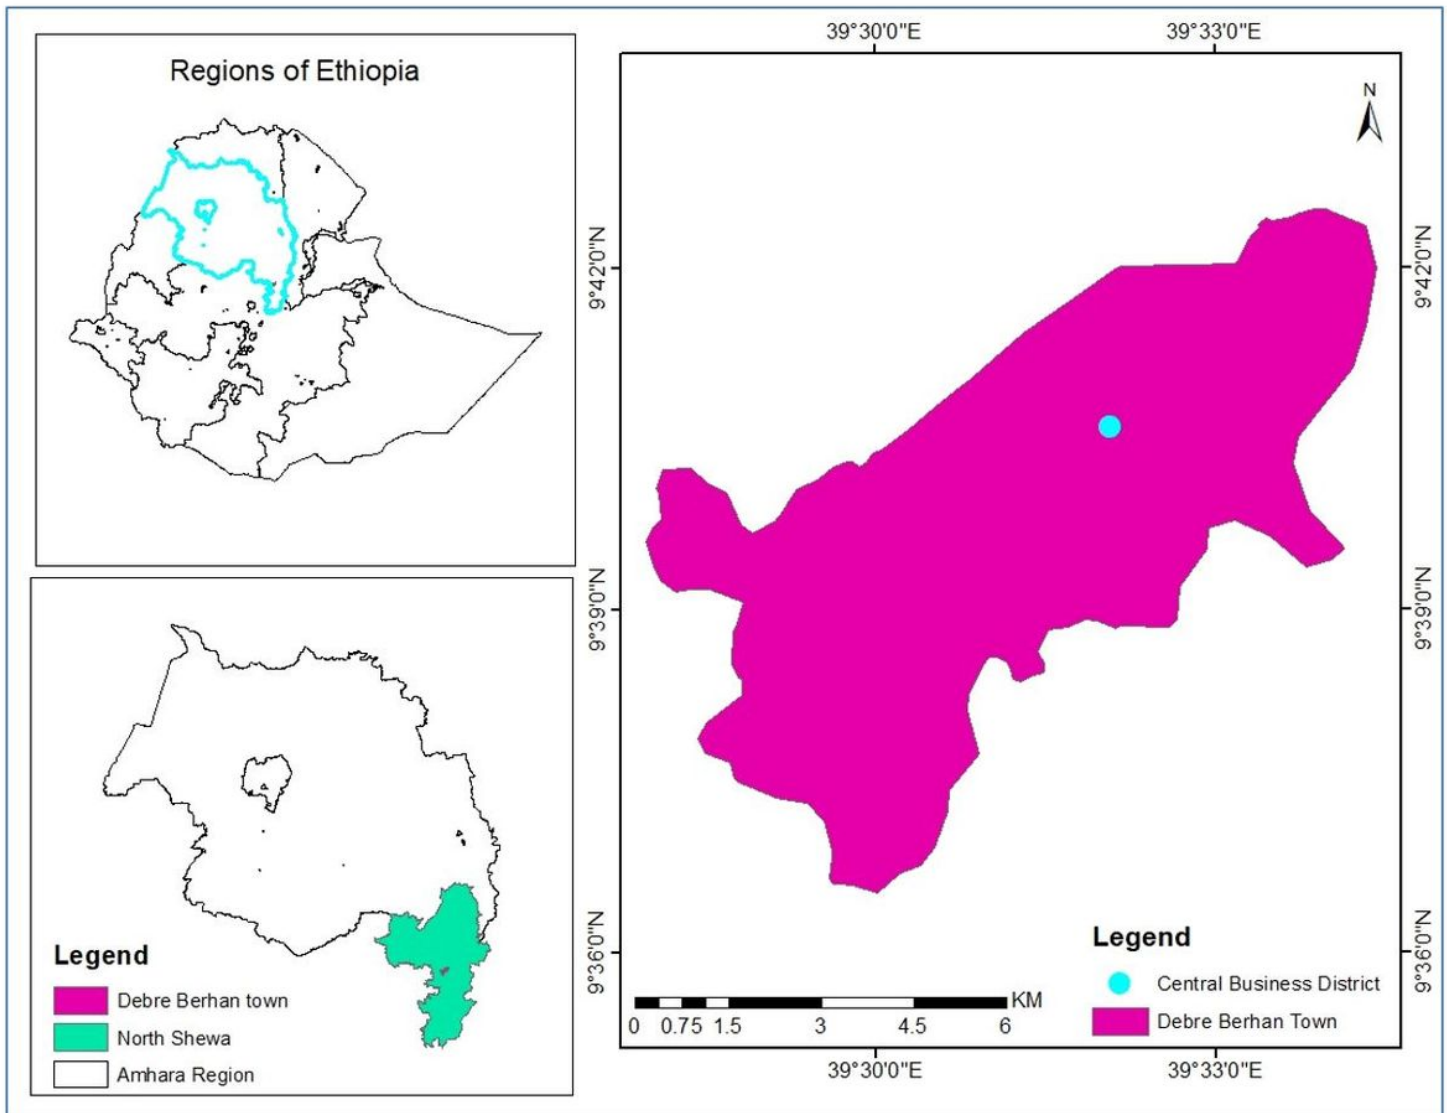 Regions of Ethiopia
Legend
Debre Berhan town
North Shewa
Amhara Region
39°30'0"E 39°33'0"E
N
9°42'0"N 9°42'0"N
9°39'0"N 9°39'0"N
9°36'0"N 9°36'0"N
Legend
Central Business District
Debre Berhan Town
KM
0 0.75 1.5 3 4.5 6
39°30'0"E 39°33'0"E